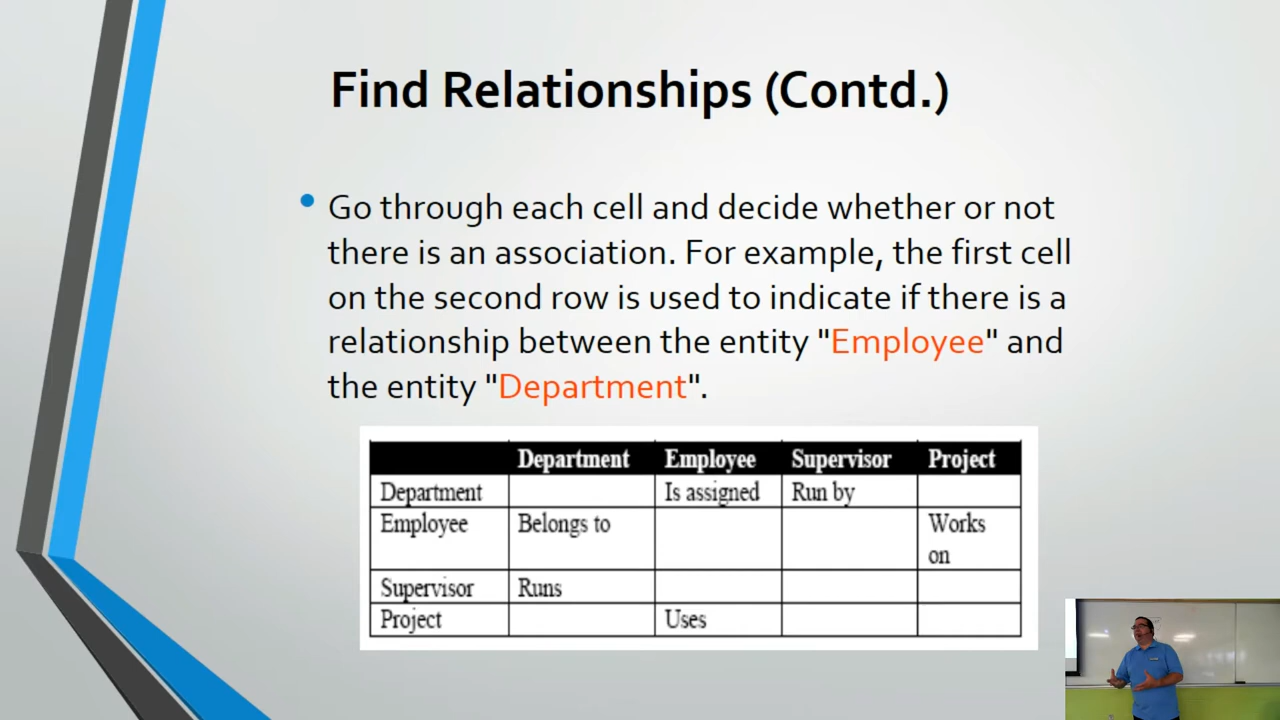 Find Relationships (Contd.)
• Go through each cell and decide whether or not
there is an association. For example, the first cell
on the second row is used to indicate if there is a
relationship between the entity "Employee" and
the entity "Department".
Department Employee Supervisor Project
Department Is assigned Run by
Employee Belongs to Works
on
Supervisor Runs
Project Uses